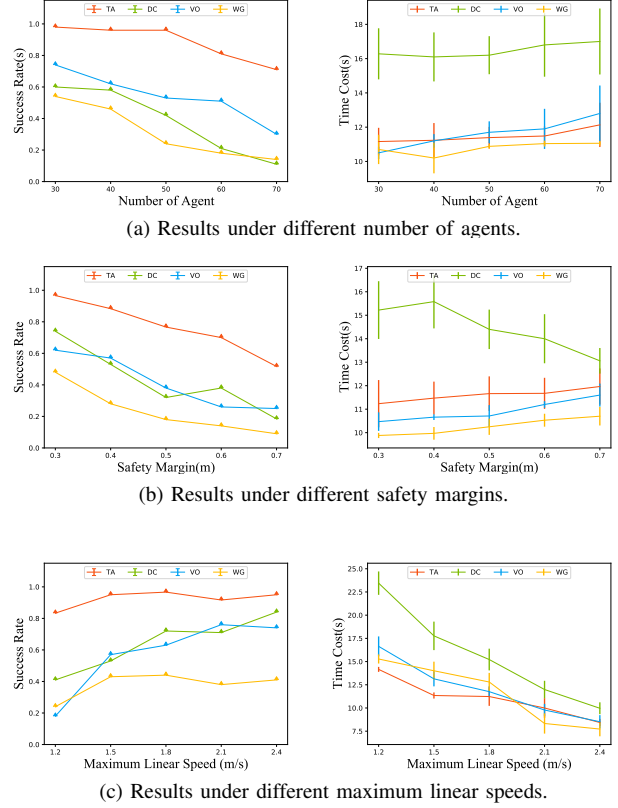 TA DC VO WG
1.0
0.8
0.6
0.4
0.2
0.0
Success Rate(s)
30 40 50 60 70
Number of Agent
TA DC VO WG
18
16
14
12
10
Time Cost(s)
30 40 50 60 70
Number of Agent
(a) Results under different number of agents.
TA DC VO WG
1.0
0.8
0.6
0.4
0.2
0.0
Success Rate
0.3 0.4 0.5 0.6 0.7
Safety Margin(m)
TA DC VO WG
17
16
15
14
13
12
11
10
Time Cost(s)
0.3 0.4 0.5 0.6 0.7
Safety Margin(m)
(b) Results under different safety margins.
TA DC VO WG
1.0
0.8
0.6
0.4
0.2
0.0
Success Rate
1.2 1.5 1.8 2.1 2.4
Maximum Linear Speed (m/s)
TA DC VO WG
25.0
22.5
20.0
17.5
15.0
12.5
10.0
7.5
Time Cost(s)
1.2 1.5 1.8 2.1 2.4
Maximum Linear Speed (m/s)
(c) Results under different maximum linear speeds.